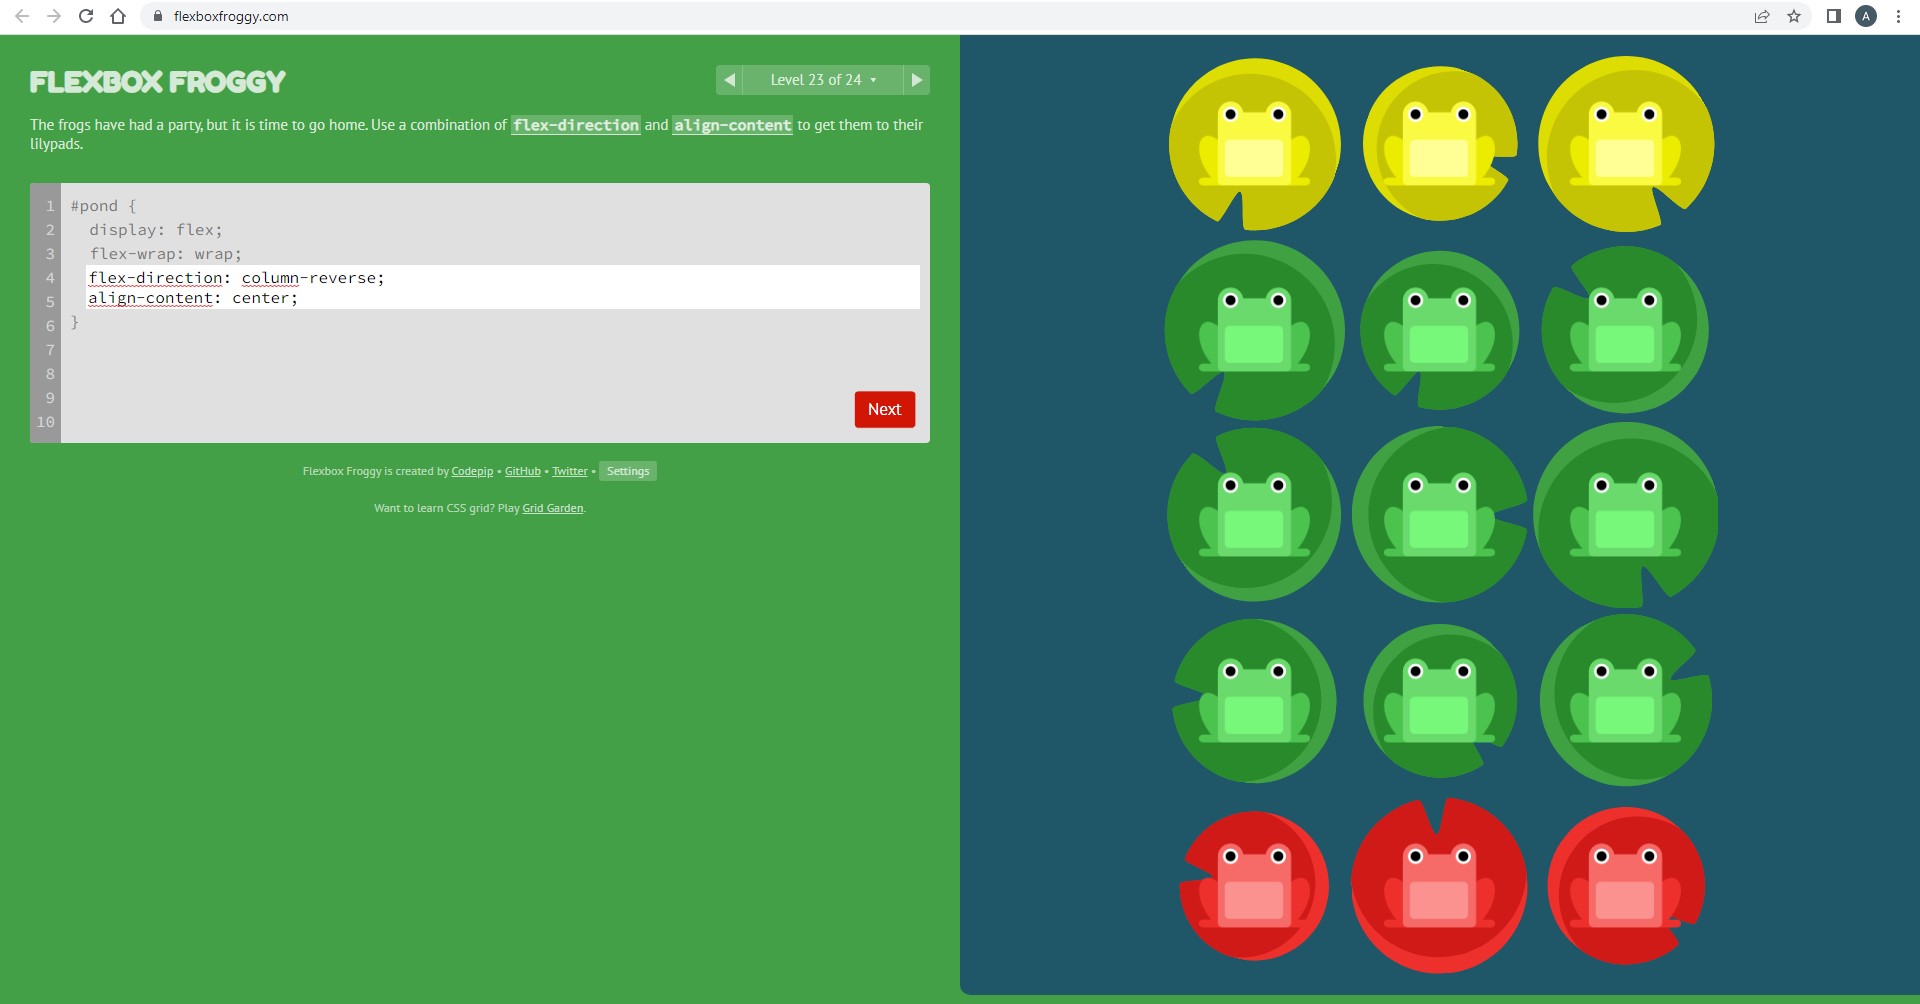 flexboxfroggy.com
A
FLEXBOX FROGGY
Level 23 of 24
The frogs have had a party, but it is time to go home. Use a combination of flex-direction and align-content to get them to their
lilypads.
1 #pond {
2 display: flex;
3 flex-wrap: wrap;
4 flex-direction: column-reverse;
5 align-content: center;
6 }
7
8
9
10
Next
Flexbox Froggy is created by Codepip • GitHub • Twitter • Settings
Want to learn CSS grid? Play Grid Garden.